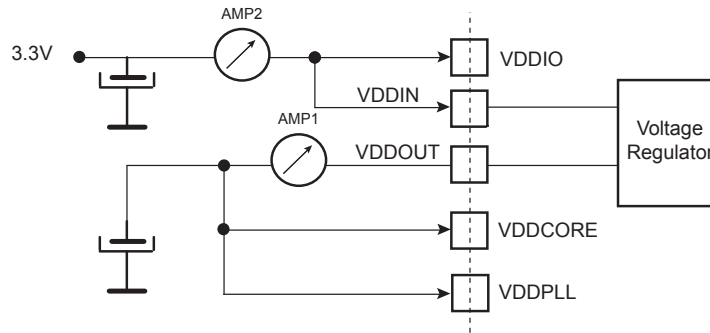 AMP2
3.3V
VDDIO
VDDIN
AMP1
VDDOUT
Voltage
Regulator
VDDCORE
VDDPLL